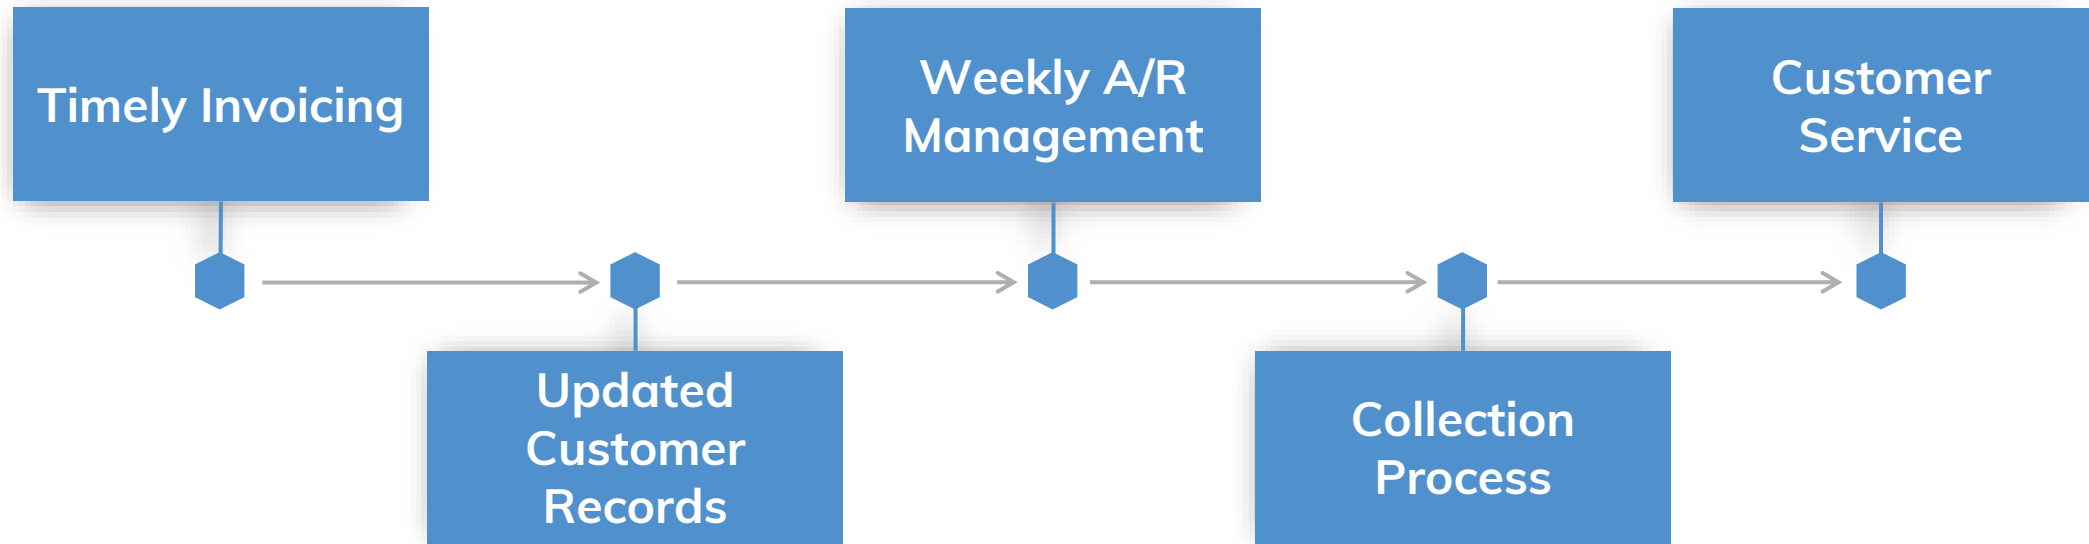 Timely Invoicing
Updated
Customer
Records
Weekly A/R
Management
Collection
Process
Customer
Service